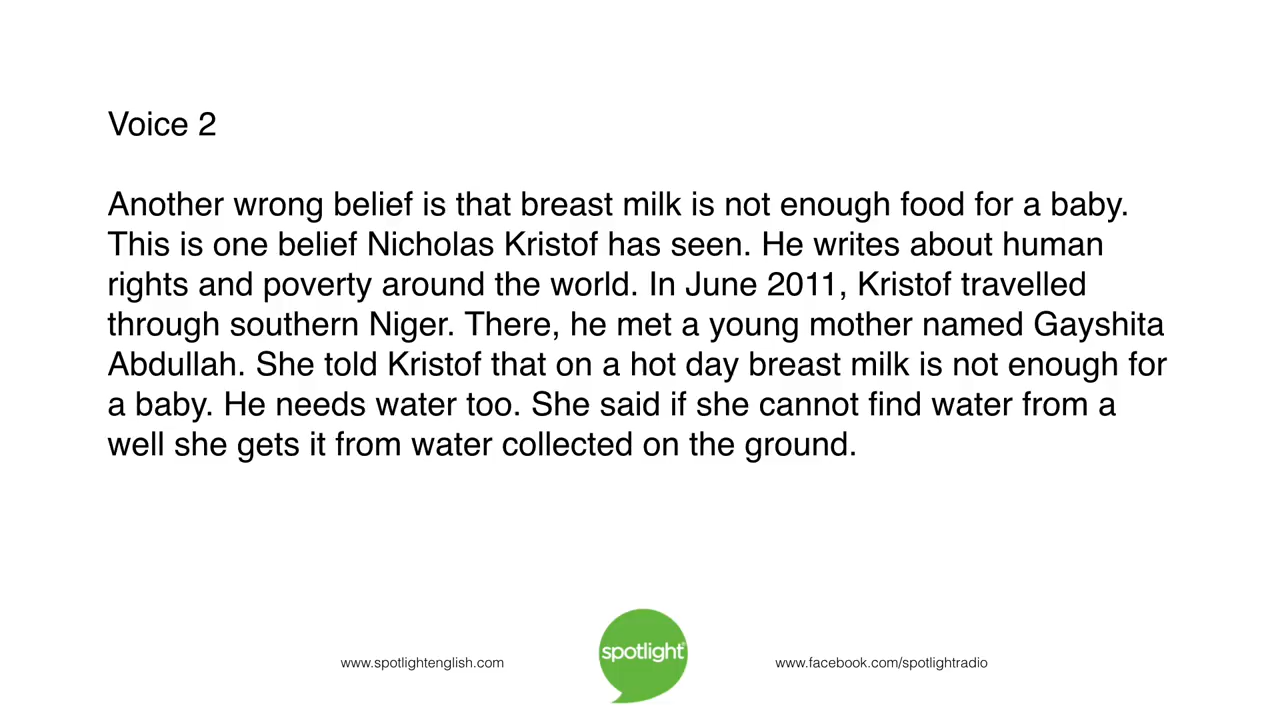 Voice 2
Another wrong belief is that breast milk is not enough food for a baby.
This is one belief Nicholas Kristof has seen. He writes about human
rights and poverty around the world. In June 2011, Kristof travelled
through southern Niger. There, he met a young mother named Gayshita
Abdullah. She told Kristof that on a hot day breast milk is not enough for
a baby. He needs water too. She said if she cannot find water from a
well she gets it from water collected on the ground.
www.spotlightenglish.com
spotlight®
www.facebook.com/spotlightradio